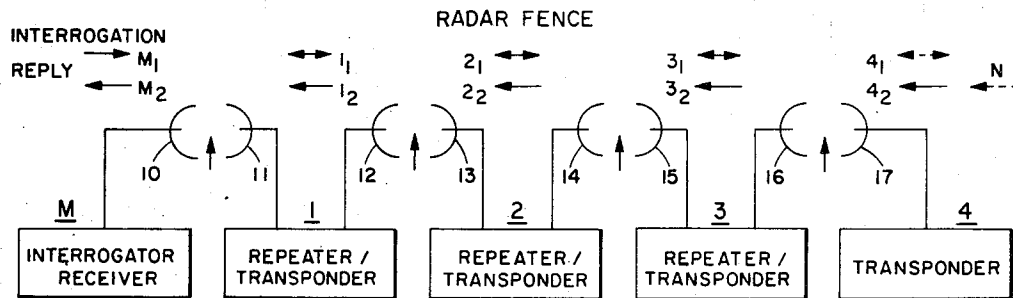 RADAR FENCE
INTERROGATION
M₁ 1₁ 2₁ 3₁ 4₁ N
REPLY M₂ 1₂ 2₂ 3₂ 4₂
10 11 12 13 14 15 16 17
M 1 2 3 4
INTERROGATOR RECEIVER
REPEATER / TRANSPONDER
REPEATER / TRANSPONDER
REPEATER / TRANSPONDER
TRANSPONDER